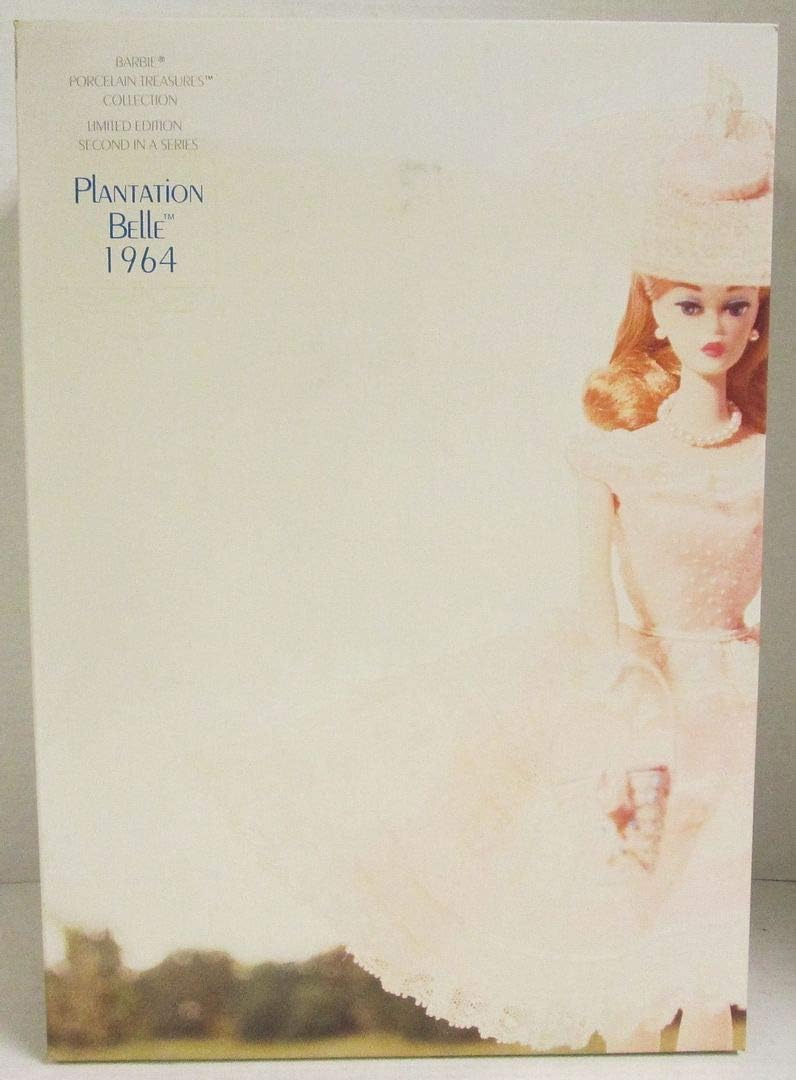 BARBIE®
PORCELAIN TREASURES™
COLLECTION
LIMITED EDITION
SECOND IN A SERIES
PLANTATION
BELLE™
1964